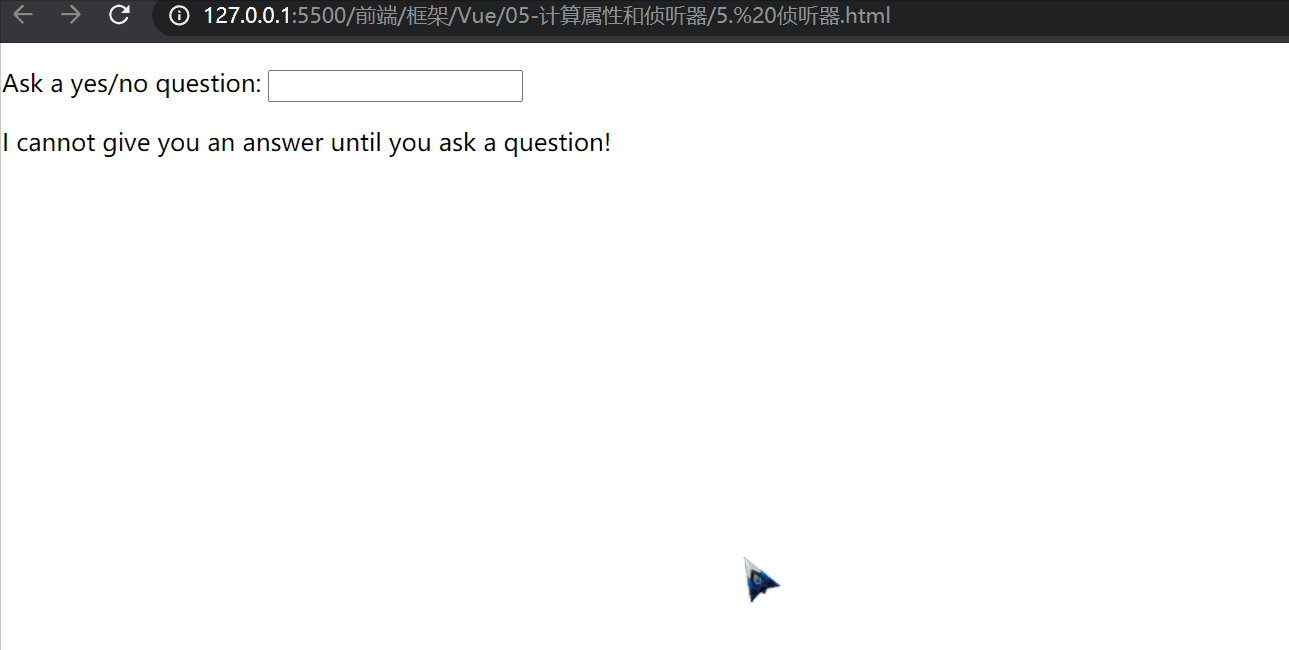 127.0.0.1:5500/前端/框架/Vue/05-计算属性和侦听器/5.%20侦听器.html
Ask a yes/no question:
I cannot give you an answer until you ask a question!